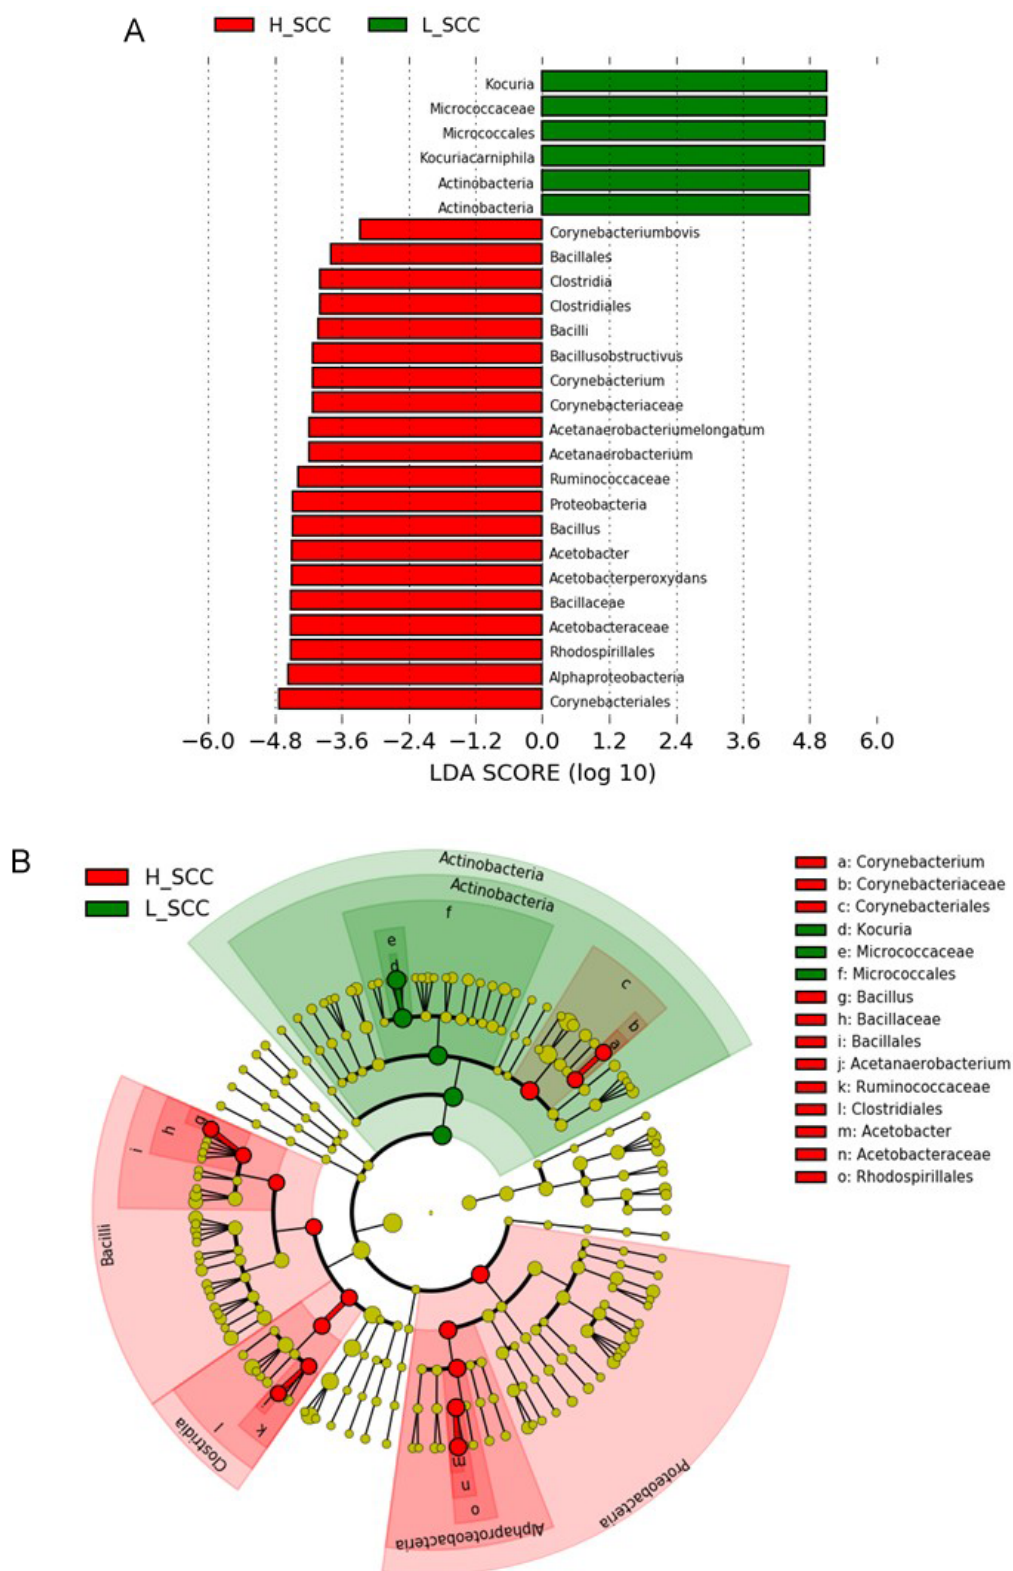 A
H_SCC L_SCC
Kocuria
Micrococcaceae
Micrococcales
Kocuriacarniphila
Actinobacteria
Actinobacteria
Corynebacteriumbovis
Bacillales
Clostridia
Clostridiales
Bacilli
Bacillusobstructivus
Corynebacterium
Corynebacteriaceae
Acetanaerobacteriumelongatum
Acetanaerobacterium
Ruminococcaceae
Proteobacteria
Bacillus
Acetobacter
Acetobacterperoxydans
Bacillaceae
Acetobacteraceae
Rhodospirillales
Alphaproteobacteria
Corynebacteriales
−6.0 −4.8 −3.6 −2.4 −1.2 0.0 1.2 2.4 3.6 4.8 6.0
LDA SCORE (log 10)
B
H_SCC
L_SCC
Actinobacteria
Actinobacteria
f
e
d
c
b
a
g
h
i
Bacilli
j
k
l
Clostridia
m
n
o
Alphaproteobacteria
Proteobacteria
a: Corynebacterium
b: Corynebacteriaceae
c: Corynebacteriales
d: Kocuria
e: Micrococcaceae
f: Micrococcales
g: Bacillus
h: Bacillaceae
i: Bacillales
j: Acetanaerobacterium
k: Ruminococcaceae
l: Clostridiales
m: Acetobacter
n: Acetobacteraceae
o: Rhodospirillales